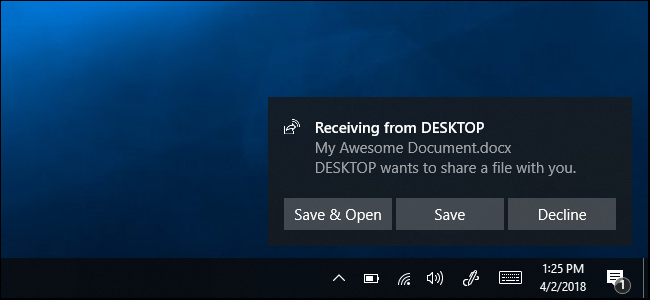 Receiving from DESKTOP
My Awesome Document.docx
DESKTOP wants to share a file with you.
Save & Open
Save
Decline
1:25 PM
4/2/2018
1